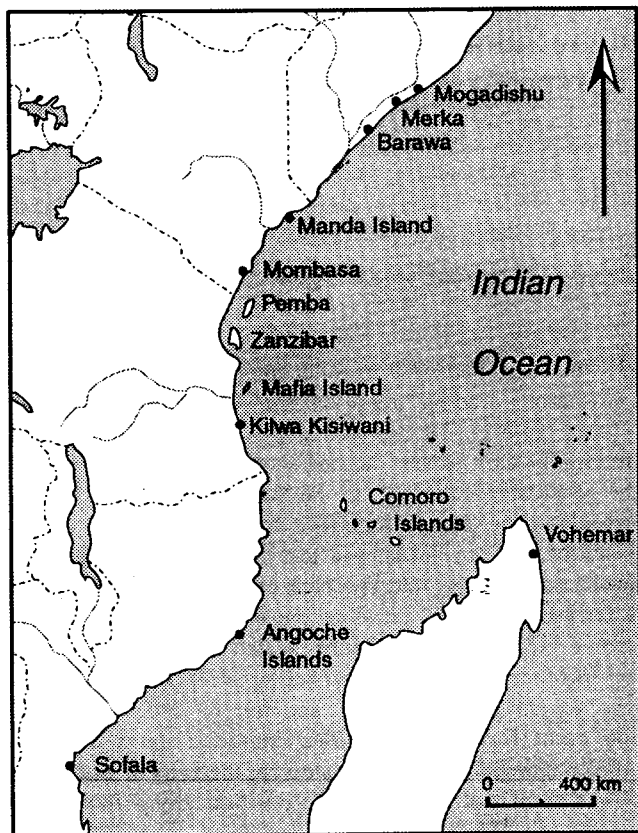 Mogadishu
Merka
Barawa
Manda Island
Mombasa
Indian
Pemba
Zanzibar
Ocean
Mafia Island
Kilwa Kisiwani
Comoro
Islands
Vohemar
Angoche
Islands
Sofala
0 400 km